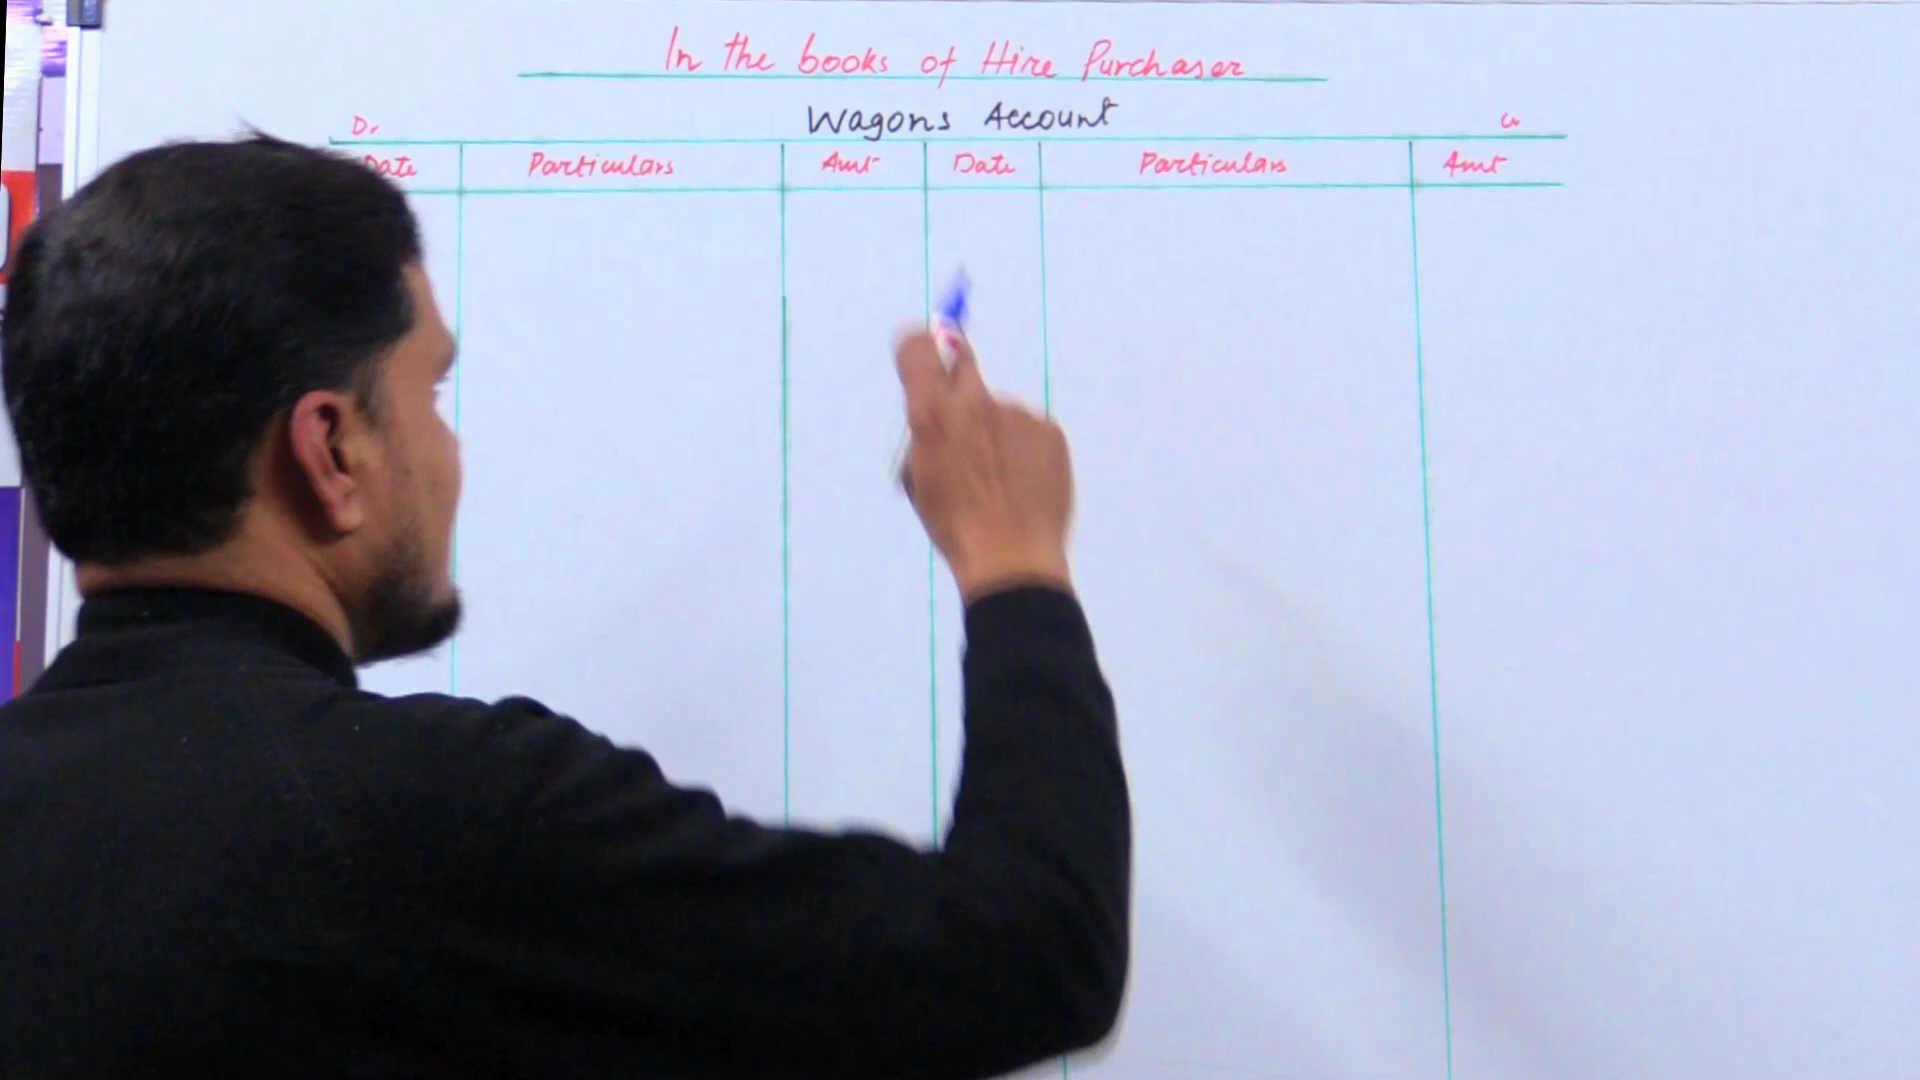 In the books of Hire Purchaser
Wagons Account
Dr Cr
Date Particulars Amt Date Particulars Amt